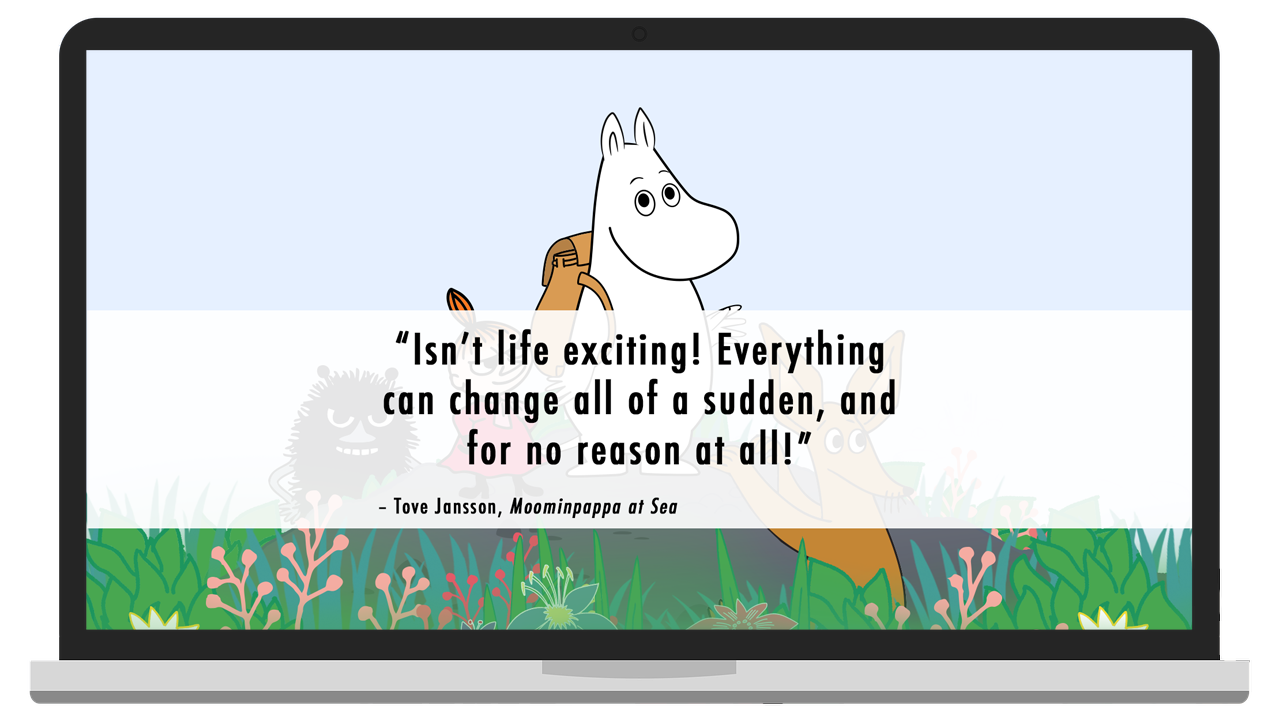 “Isn’t life exciting! Everything
can change all of a sudden, and
for no reason at all!”
– Tove Jansson, Moominpappa at Sea